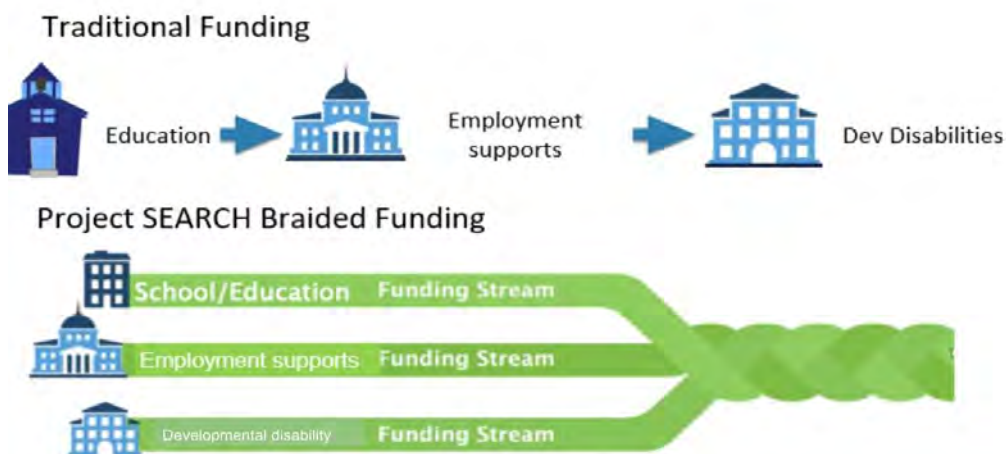 Traditional Funding
Education
Employment
supports
Dev Disabilities
Project SEARCH Braided Funding
School/Education Funding Stream
Employment supports Funding Stream
Developmental disability Funding Stream